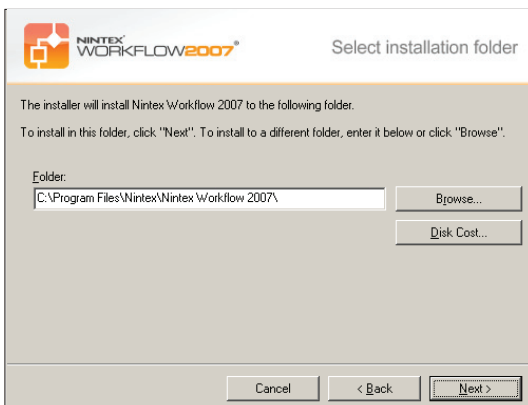 NINTEX
WORKFLOW2007®
Select installation folder
The installer will install Nintex Workflow 2007 to the following folder.
To install in this folder, click "Next". To install to a different folder, enter it below or click "Browse".
Folder:
C:\Program Files\Nintex\Nintex Workflow 2007\
Browse...
Disk Cost...
Cancel
< Back
Next >